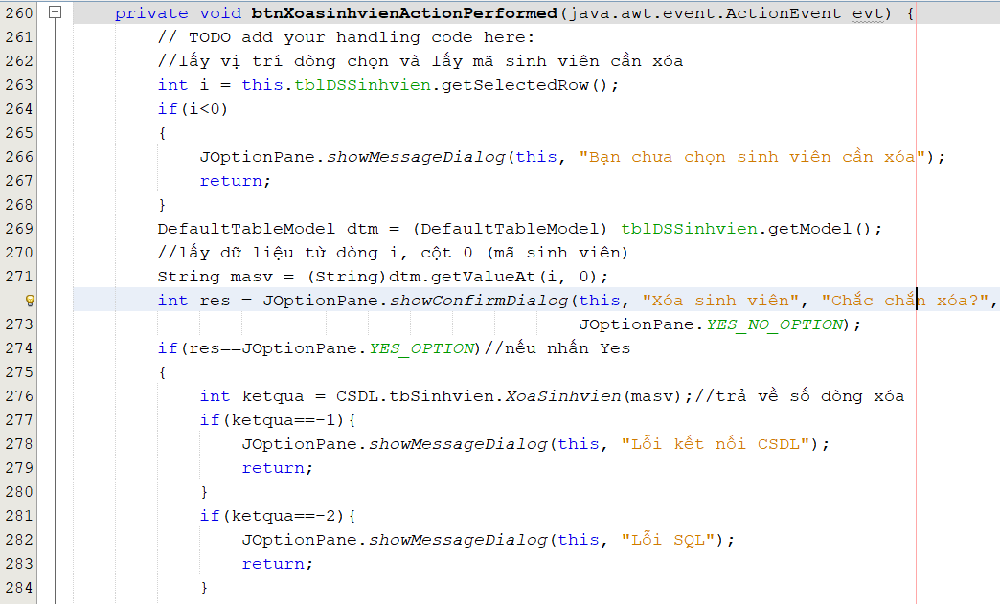 260 private void btnXoasinhvienActionPerformed(java.awt.event.ActionEvent evt) {
261 // TODO add your handling code here:
262 //lấy vị trí dòng chọn và lấy mã sinh viên cần xóa
263 int i = this.tblDSSinhvien.getSelectedRow();
264 if(i<0)
265 {
266 JOptionPane.showMessageDialog(this, "Bạn chưa chọn sinh viên cần xóa");
267 return;
268 }
269 DefaultTableModel dtm = (DefaultTableModel) tblDSSinhvien.getModel();
270 //lấy dữ liệu từ dòng i, cột 0 (mã sinh viên)
271 String masv = (String)dtm.getValueAt(i, 0);
int res = JOptionPane.showConfirmDialog(this, "Xóa sinh viên", "Chắc chắn xóa?",
273 JOptionPane.YES_NO_OPTION);
274 if(res==JOptionPane.YES_OPTION)//nếu nhấn Yes
275 {
276 int ketqua = CSDL.tbSinhvien.XoaSinhvien(masv);//trả về số dòng xóa
277 if(ketqua==-1){
278 JOptionPane.showMessageDialog(this, "Lỗi kết nối CSDL");
279 return;
280 }
281 if(ketqua==-2){
282 JOptionPane.showMessageDialog(this, "Lỗi SQL");
283 return;
284 }